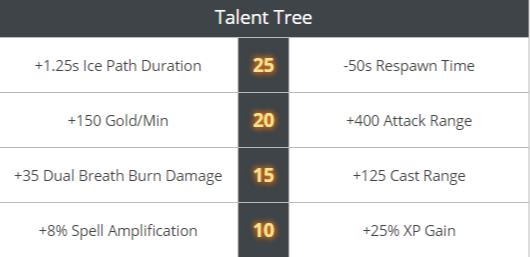 Talent Tree
+1.25s Ice Path Duration 25 -50s Respawn Time
+150 Gold/Min 20 +400 Attack Range
+35 Dual Breath Burn Damage 15 +125 Cast Range
+8% Spell Amplification 10 +25% XP Gain